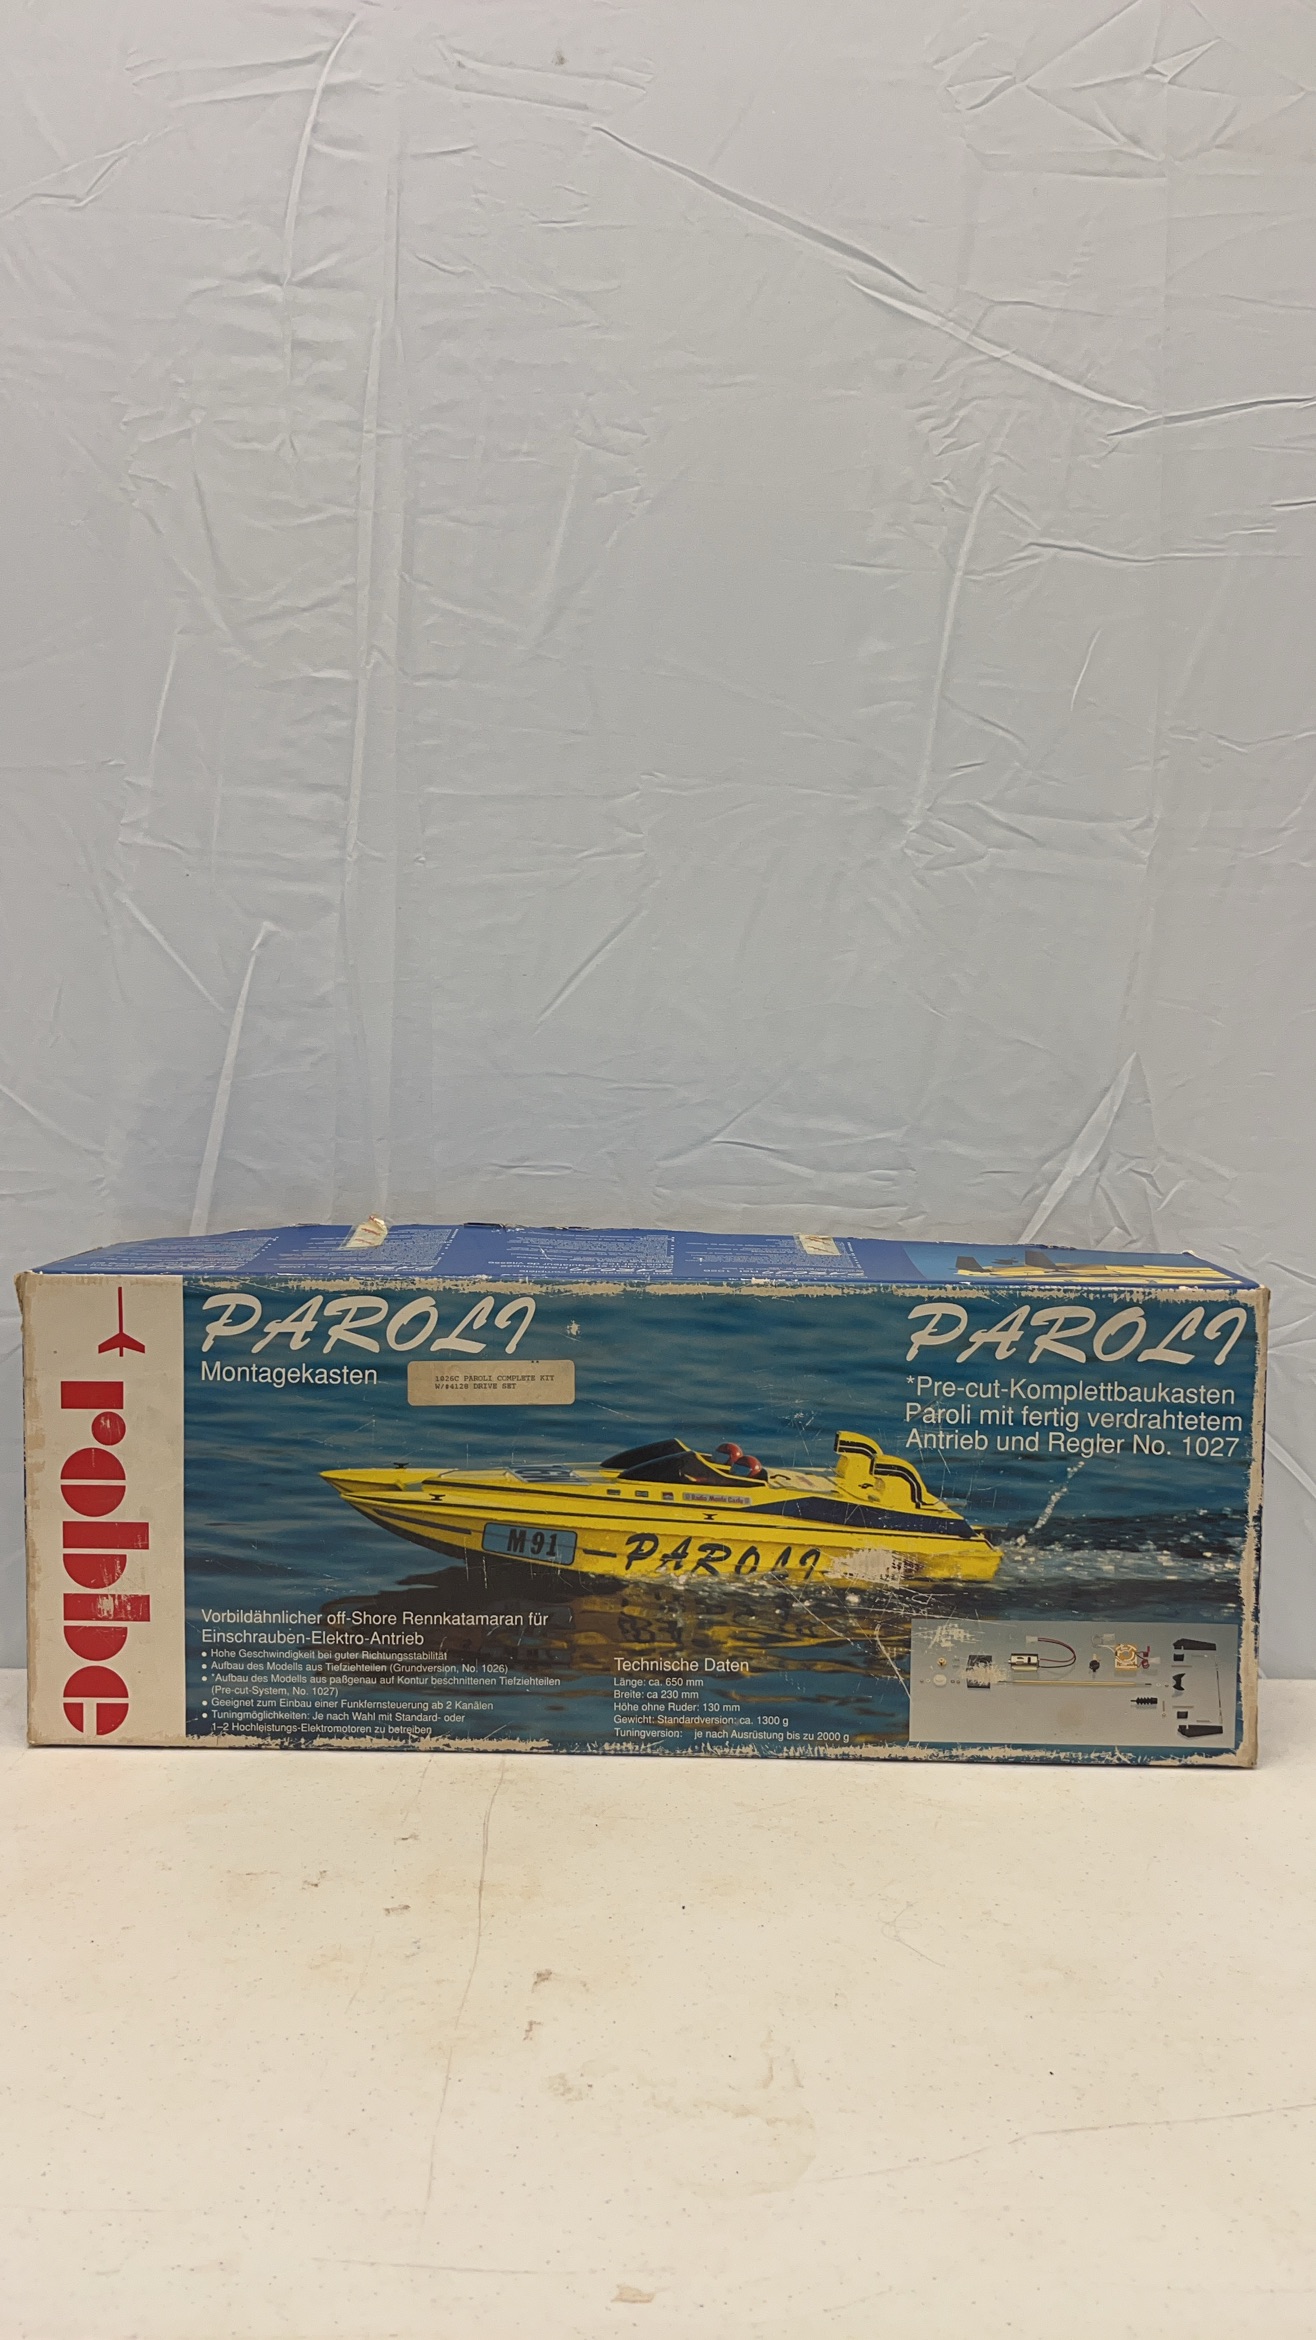 robbe
PAROLI
Montagekasten
1026C PAROLI COMPLETE KIT
W/#4128 DRIVE SET
PAROLI
*Pre-cut-Komplettbaukasten
Paroli mit fertig verdrahtetem
Antrieb und Regler No. 1027
M 91
PAROLI
Vorbildähnlicher off-Shore Rennkatamaran für
Einschrauben-Elektro-Antrieb
• Hohe Geschwindigkeit bei guter Richtungsstabilität
• Aufbau des Modells aus Tiefziehteilen (Grundversion, No. 1026)
• *Aufbau des Modells aus paßgenau auf Kontur beschnittenen Tiefziehteilen
(Pre-cut-System, No. 1027)
• Geeignet zum Einbau einer Funkfernsteuerung ab 2 Kanälen
• Tuningmöglichkeiten: Je nach Wahl mit Standard- oder
1–2 Hochleistungs-Elektromotoren zu betreiben
Technische Daten
Länge: ca. 650 mm
Breite: ca 230 mm
Höhe ohne Ruder: 130 mm
Gewicht: Standardversion: ca. 1300 g
Tuningversion: je nach Ausrüstung bis zu 2000 g